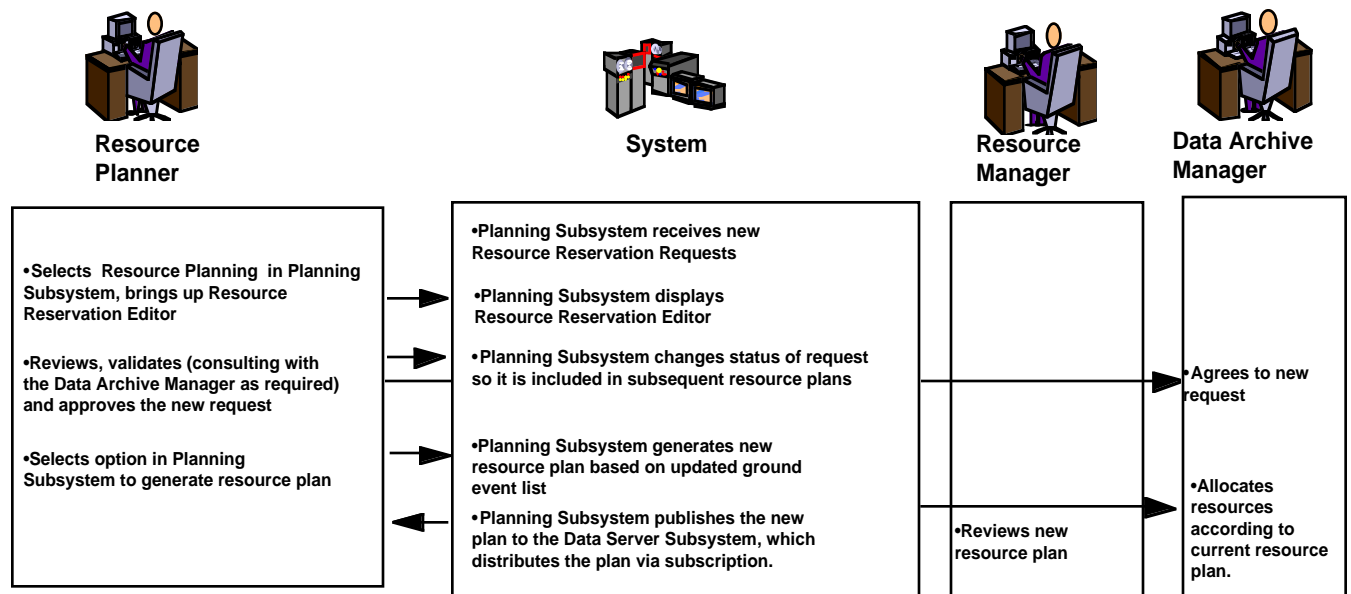 Resource
Planner
System
Resource
Manager
Data Archive
Manager
•Selects Resource Planning in Planning
Subsystem, brings up Resource
Reservation Editor
•Reviews, validates (consulting with
the Data Archive Manager as required)
and approves the new request
•Selects option in Planning
Subsystem to generate resource plan
•Planning Subsystem receives new
Resource Reservation Requests
•Planning Subsystem displays
Resource Reservation Editor
•Planning Subsystem changes status of request
so it is included in subsequent resource plans
•Planning Subsystem generates new
resource plan based on updated ground
event list
•Planning Subsystem publishes the new
plan to the Data Server Subsystem, which
distributes the plan via subscription.
•Reviews new
resource plan
•Agrees to new
request
•Allocates
resources
according to
current resource
plan.